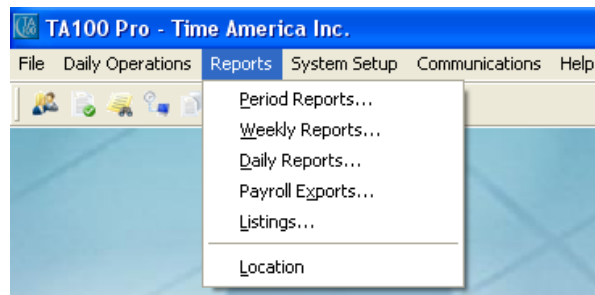 TA100 Pro - Time America Inc.
File Daily Operations Reports System Setup Communications Help
Period Reports...
Weekly Reports...
Daily Reports...
Payroll Exports...
Listings...
Location